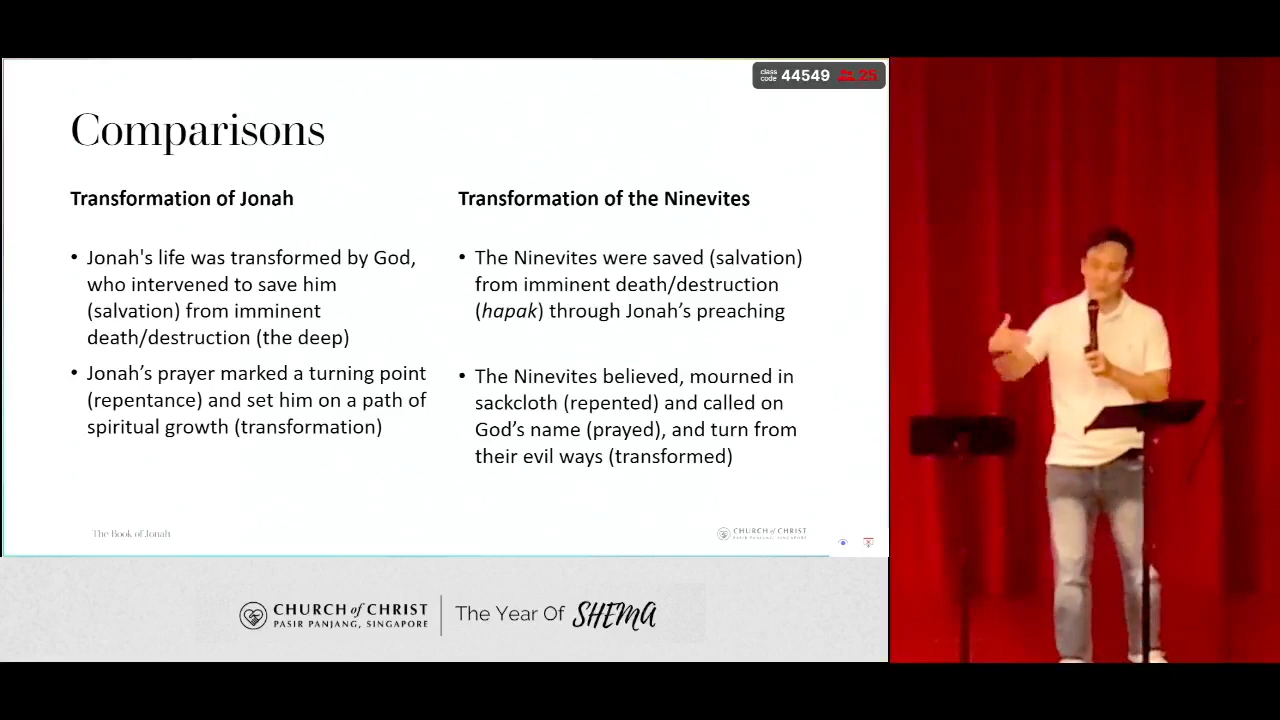 class
code 44549 25
Comparisons
Transformation of Jonah
• Jonah's life was transformed by God,
who intervened to save him
(salvation) from imminent
death/destruction (the deep)
• Jonah’s prayer marked a turning point
(repentance) and set him on a path of
spiritual growth (transformation)
Transformation of the Ninevites
• The Ninevites were saved (salvation)
from imminent death/destruction
(hapak) through Jonah’s preaching
• The Ninevites believed, mourned in
sackcloth (repented) and called on
God’s name (prayed), and turn from
their evil ways (transformed)
The Book of Jonah
CHURCH of CHRIST
PASIR PANJANG, SINGAPORE
CHURCH of CHRIST
PASIR PANJANG, SINGAPORE
The Year Of SHEMA